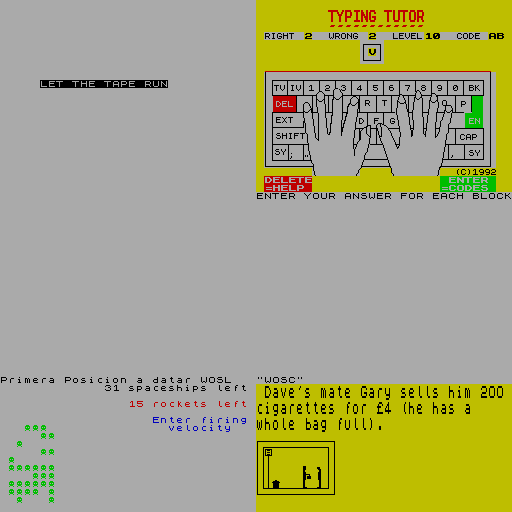 LET THE TAPE RUN
TYPING TUTOR
RIGHT 2 WRONG 2 LEVEL 10 CODE AB
V
TV IV 1 2 3 4 5 6 7 8 9 0 BK
DEL R T O P
EXT D F G EN
SHIFT CAP
SY ; " , SY
(C)1992
DELETE
=HELP
ENTER
=CODES
ENTER YOUR ANSWER FOR EACH BLOCK
Primera Posicion a datar WOSL
"WOSC"
31 spaceships left
15 rockets left
Enter firing
velocity
Dave's mate Gary sells him 200
cigarettes for £4 (he has a
whole bag full).